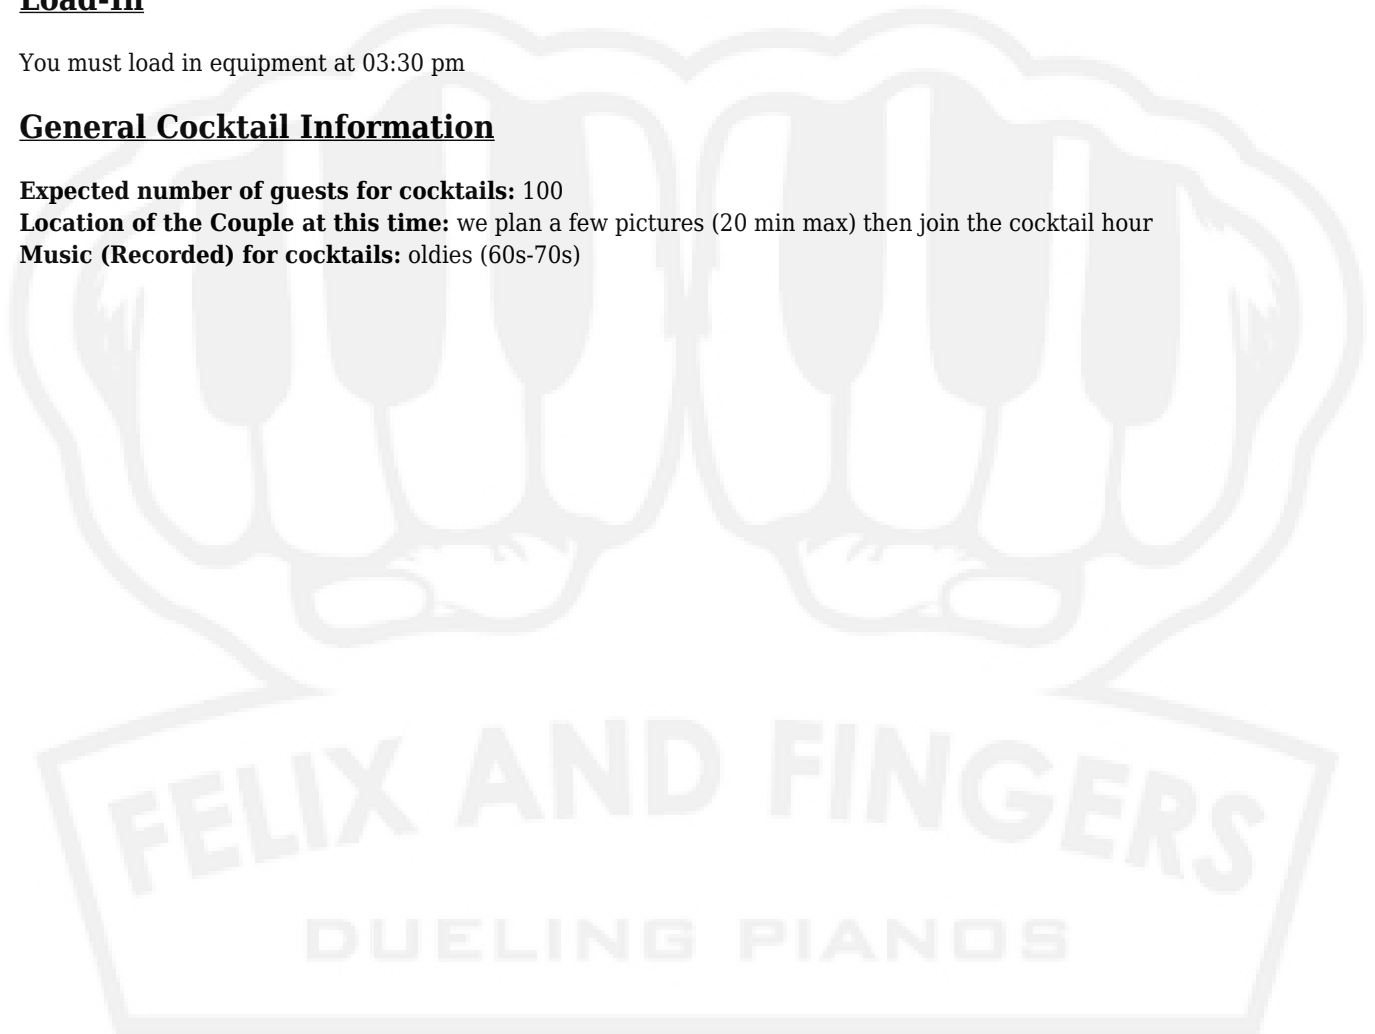 Load-In
You must load in equipment at 03:30 pm
General Cocktail Information
Expected number of guests for cocktails: 100
Location of the Couple at this time: we plan a few pictures (20 min max) then join the cocktail hour
Music (Recorded) for cocktails: oldies (60s-70s)
FELIX AND FINGERS
DUELING PIANOS